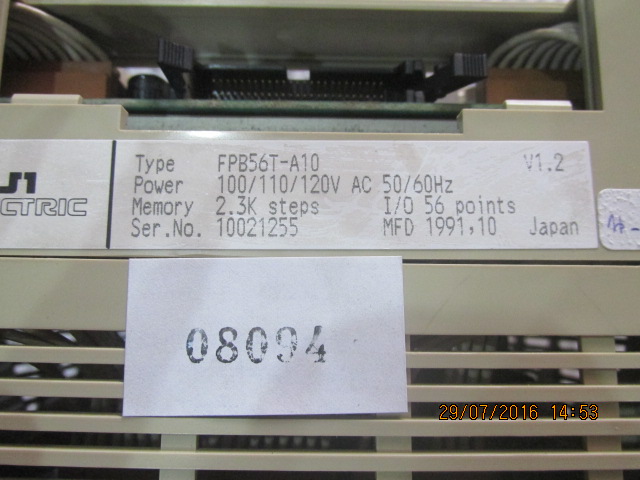 Type FPB56T-A10 V1.2
Power 100/110/120V AC 50/60Hz
Memory 2.3K steps I/O 56 points
Ser.No. 10021255 MFD 1991,10 Japan
CTRIC
08094
29/07/2016 14:53